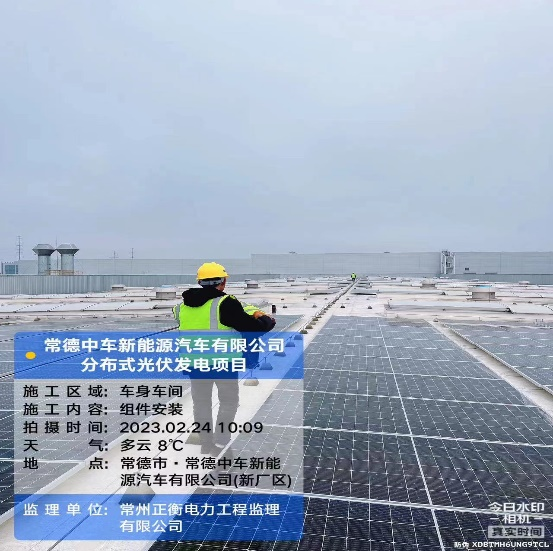 常德中车新能源汽车有限公司
分布式光伏发电项目
施工区域: 车身车间
施工内容: 组件安装
拍摄时间: 2023.02.24 10:09
天气: 多云 8℃
地点: 常德市·常德中车新能
源汽车有限公司(新厂区)
监理单位: 常州正衡电力工程监理
有限公司
今日水印
相机
真实时间
防伪 XDBTMH6UNG9TCL